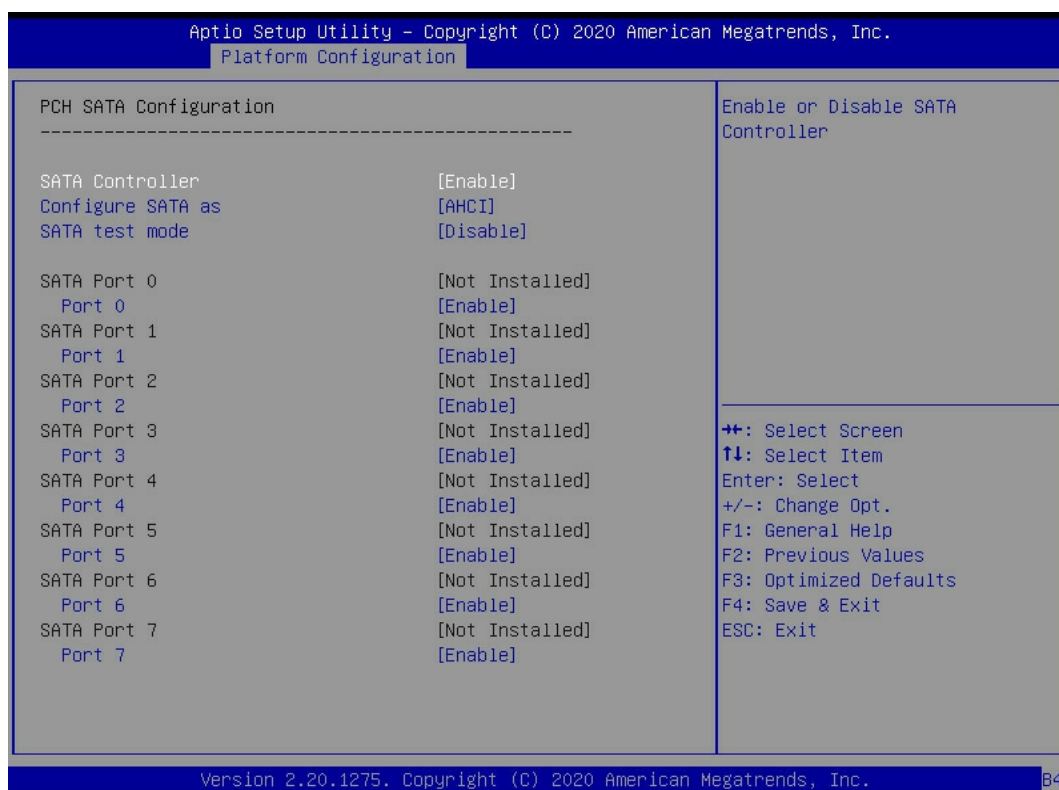 Aptio Setup Utility – Copyright (C) 2020 American Megatrends, Inc.
Platform Configuration
PCH SATA Configuration
--------------------------------------------------
SATA Controller [Enable]
Configure SATA as [AHCI]
SATA test mode [Disable]
SATA Port 0 [Not Installed]
Port 0 [Enable]
SATA Port 1 [Not Installed]
Port 1 [Enable]
SATA Port 2 [Not Installed]
Port 2 [Enable]
SATA Port 3 [Not Installed]
Port 3 [Enable]
SATA Port 4 [Not Installed]
Port 4 [Enable]
SATA Port 5 [Not Installed]
Port 5 [Enable]
SATA Port 6 [Not Installed]
Port 6 [Enable]
SATA Port 7 [Not Installed]
Port 7 [Enable]
Enable or Disable SATA
Controller
→←: Select Screen
↑↓: Select Item
Enter: Select
+/-: Change Opt.
F1: General Help
F2: Previous Values
F3: Optimized Defaults
F4: Save & Exit
ESC: Exit
Version 2.20.1275. Copyright (C) 2020 American Megatrends, Inc.
B4